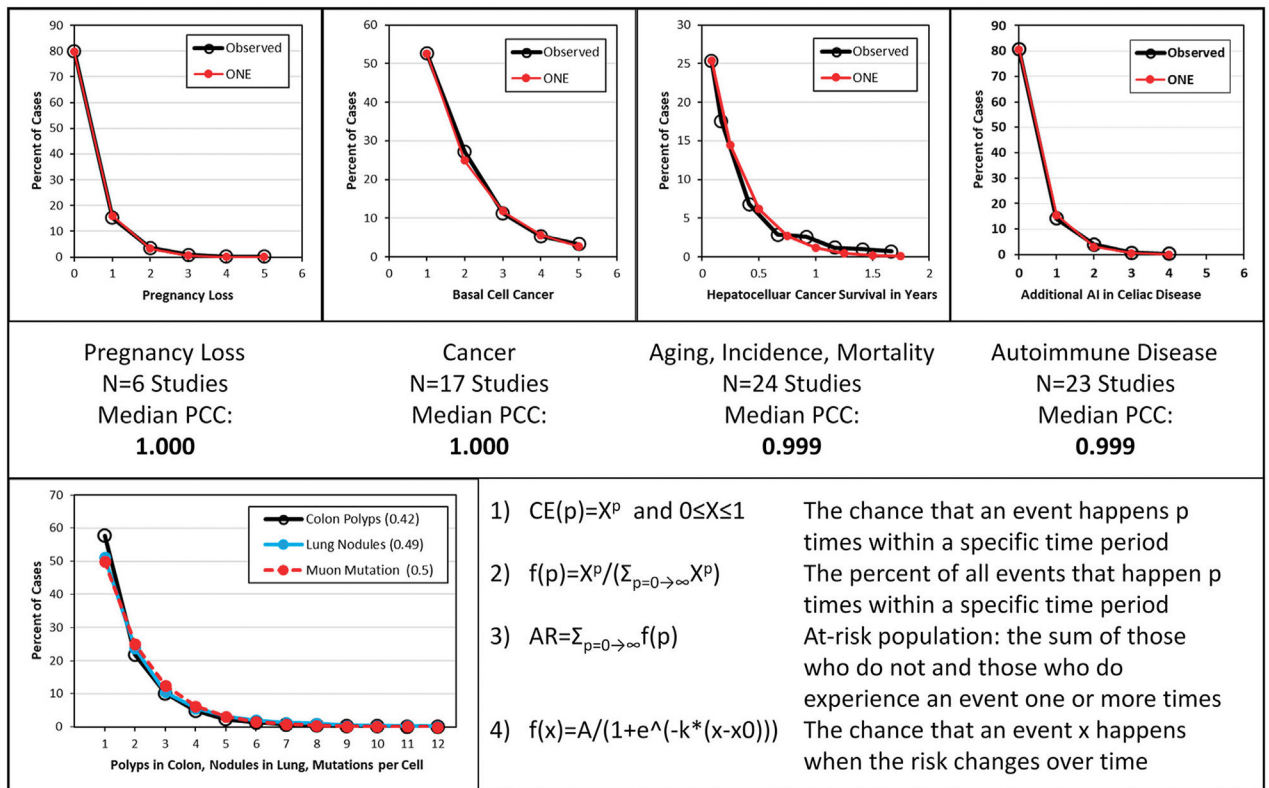 90
80
70
60
50
40
30
20
10
0
Percent of Cases
Observed
ONE
0 1 2 3 4 5 6
Pregnancy Loss
60
50
40
30
20
10
0
Percent of Cases
Observed
ONE
0 1 2 3 4 5 6
Basal Cell Cancer
30
25
20
15
10
5
0
Percent of Cases
Observed
ONE
0 0.5 1 1.5 2
Hepatocelluar Cancer Survival in Years
90
80
70
60
50
40
30
20
10
0
Percent of Cases
Observed
ONE
0 1 2 3 4 5 6
Additional AI in Celiac Disease
Pregnancy Loss
N=6 Studies
Median PCC:
1.000
Cancer
N=17 Studies
Median PCC:
1.000
Aging, Incidence, Mortality
N=24 Studies
Median PCC:
0.999
Autoimmune Disease
N=23 Studies
Median PCC:
0.999
70
60
50
40
30
20
10
0
Percent of Cases
Colon Polyps (0.42)
Lung Nodules (0.49)
Muon Mutation (0.5)
1 2 3 4 5 6 7 8 9 10 11 12
Polyps in Colon, Nodules in Lung, Mutations per Cell
1) CE(p)=Xᵖ and 0≤X≤1 The chance that an event happens p
times within a specific time period
2) f(p)=Xᵖ/(Σp=0→∞Xᵖ) The percent of all events that happen p
times within a specific time period
3) AR=Σp=0→∞f(p) At-risk population: the sum of those
who do not and those who do
experience an event one or more times
4) f(x)=A/(1+e^(-k*(x-x0))) The chance that an event x happens
when the risk changes over time